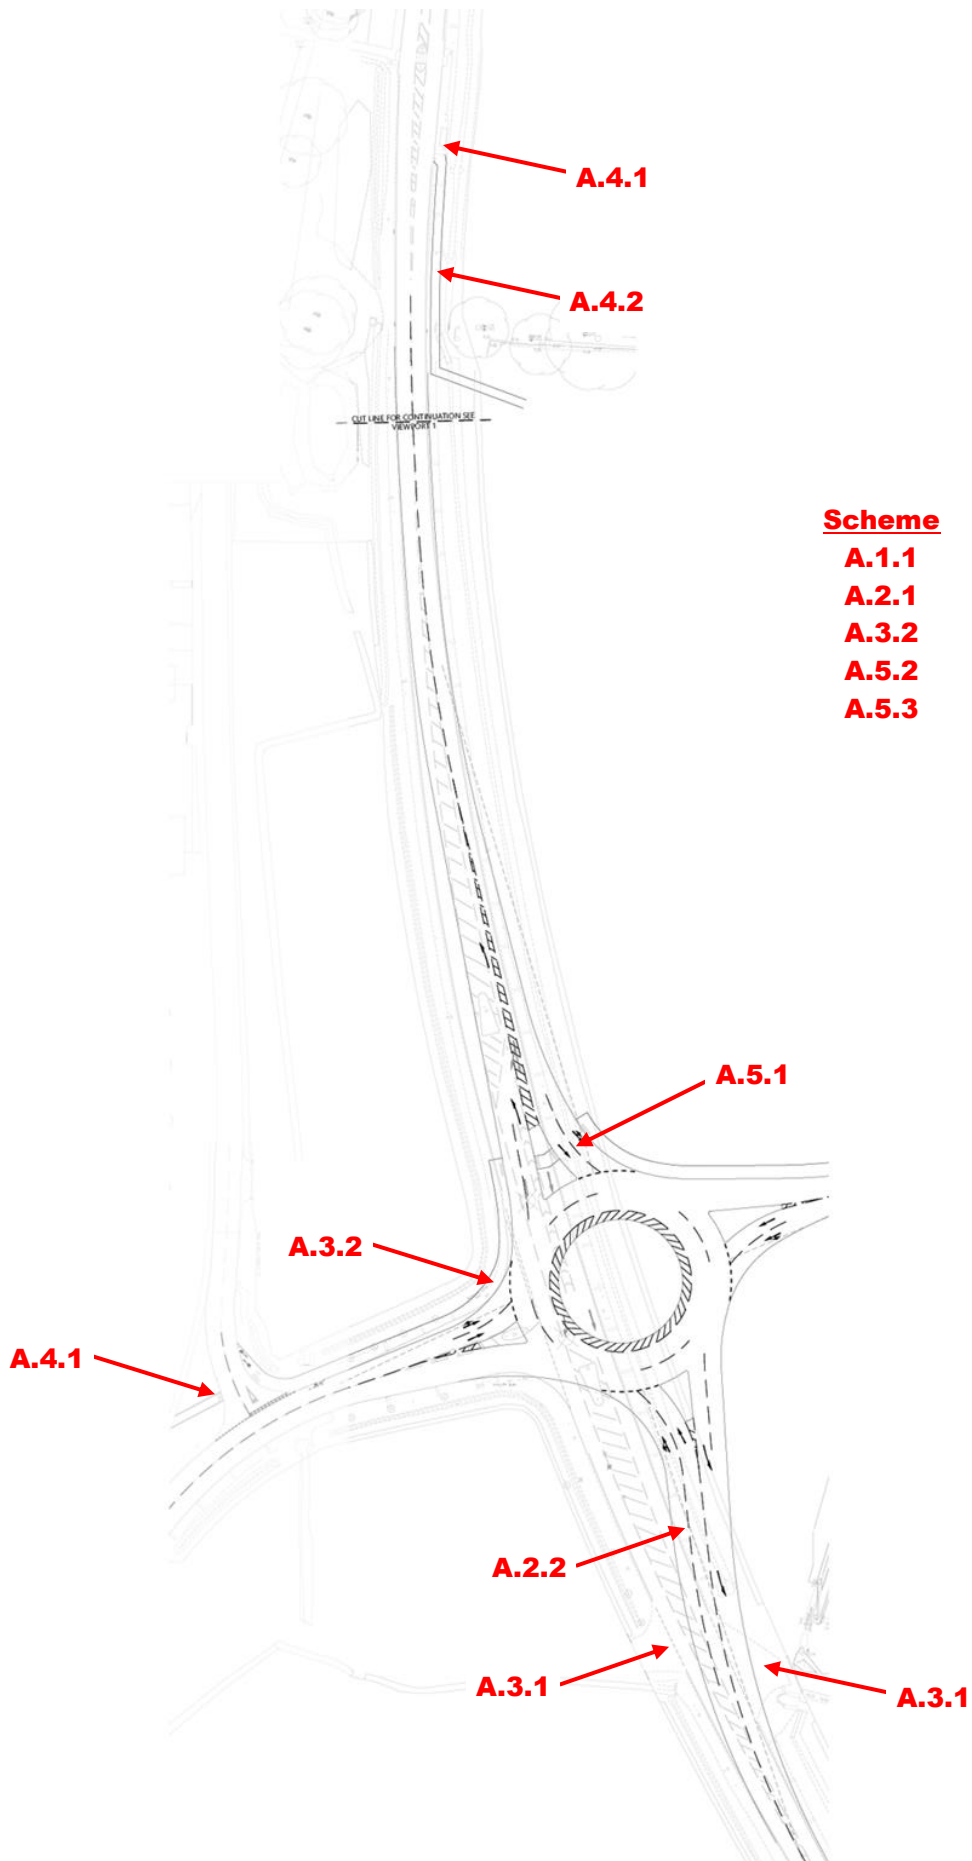 A.4.1
A.4.2
CUT LINE FOR CONTINUATION SEE
VIEWPORT 1
Scheme
A.1.1
A.2.1
A.3.2
A.5.2
A.5.3
A.5.1
A.3.2
A.4.1
A.2.2
A.3.1
A.3.1